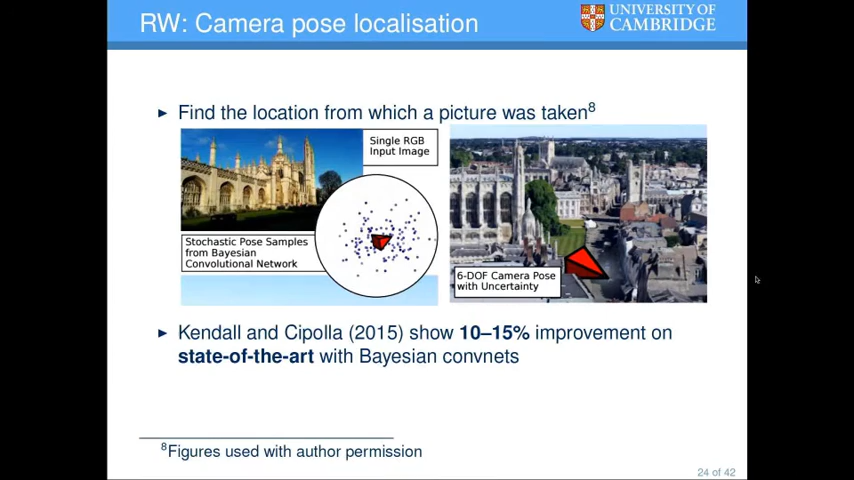 RW: Camera pose localisation
UNIVERSITY OF
CAMBRIDGE
► Find the location from which a picture was taken8
Single RGB
Input Image
Stochastic Pose Samples
from Bayesian
Convolutional Network
6-DOF Camera Pose
with Uncertainty
► Kendall and Cipolla (2015) show 10–15% improvement on
state-of-the-art with Bayesian convnets
8Figures used with author permission
24 of 42